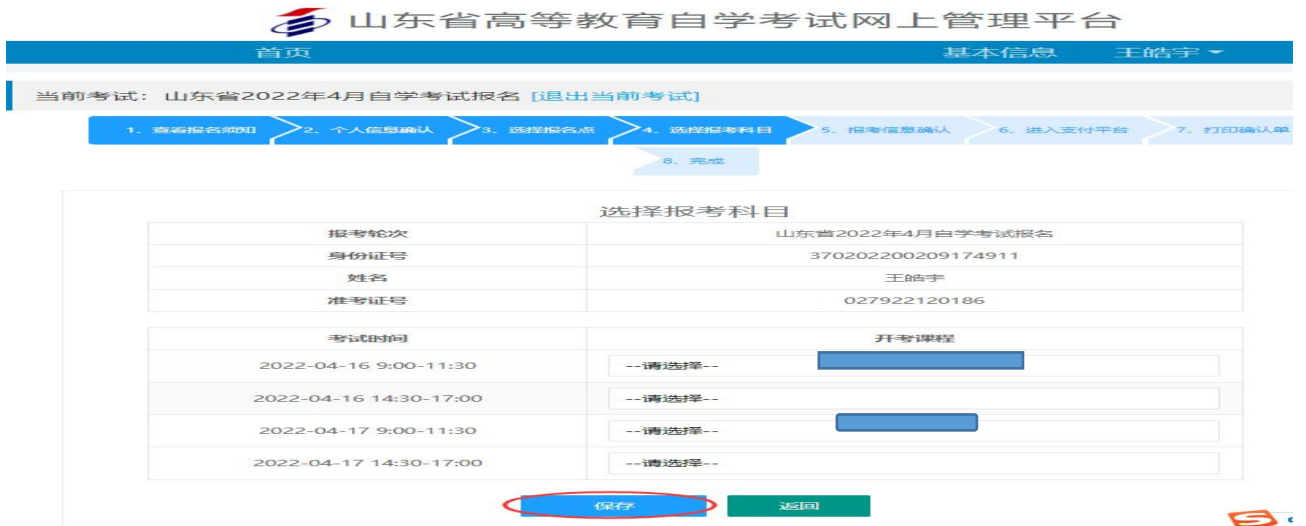 山东省高等教育自学考试网上管理平台
首页 基本信息 王皓宇
当前考试：山东省2022年4月自学考试报名 [退出当前考试]
1、查看报名须知 2、个人信息确认 3、选择报名点 4、选择报考科目 5、报考信息确认 6、进入支付平台 7、打印确认单
8、完成
选择报考科目
报考轮次 山东省2022年4月自学考试报名
身份证号 370202200209174911
姓名 王皓宇
准考证号 027922120186
考试时间 开考课程
2022-04-16 9:00-11:30 --请选择--
2022-04-16 14:30-17:00 --请选择--
2022-04-17 9:00-11:30 --请选择--
2022-04-17 14:30-17:00 --请选择--
保存 返回